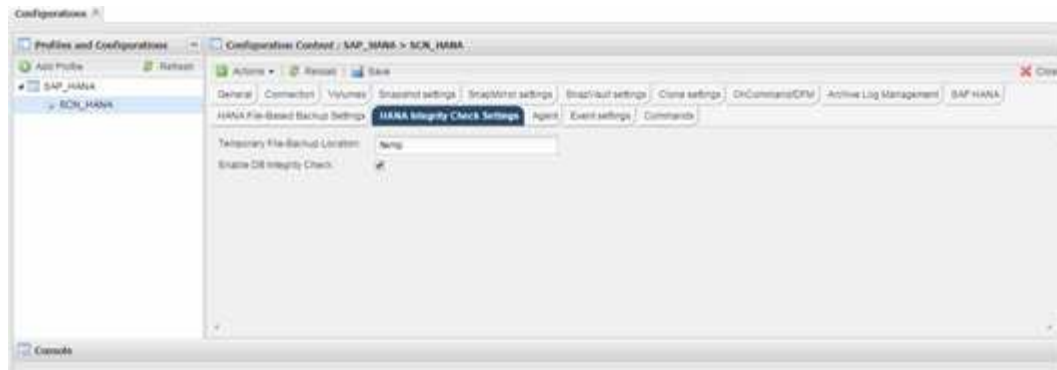 Configurations
Profiles and Configurations
Configuration Content : SAP_HANA > SCN_HANA
Add Profile
Refresh
Actions
Reload
Save
Close
SAP_HANA
SCN_HANA
General
Connection
Volumes
Snapshot settings
SnapMirror settings
SnapVault settings
Clone settings
OnCommand/DFM
Archive Log Management
SAP HANA
HANA File-Based Backup Settings
HANA Integrity Check Settings
Agent
Event settings
Commands
Temporary File-Backup Location:
/temp
Enable DB Integrity Check:
Console